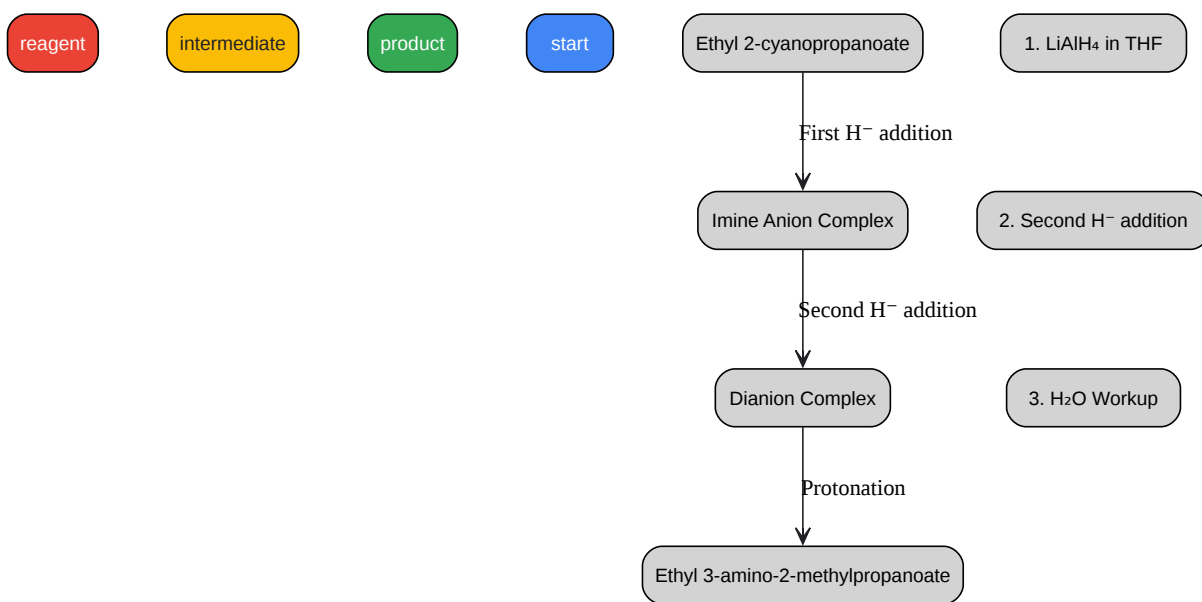 reagent
intermediate
product
start
Ethyl 2-cyanopropanoate
1. LiAlH₄ in THF
First H⁻ addition
Imine Anion Complex
2. Second H⁻ addition
Second H⁻ addition
Dianion Complex
3. H₂O Workup
Protonation
Ethyl 3-amino-2-methylpropanoate